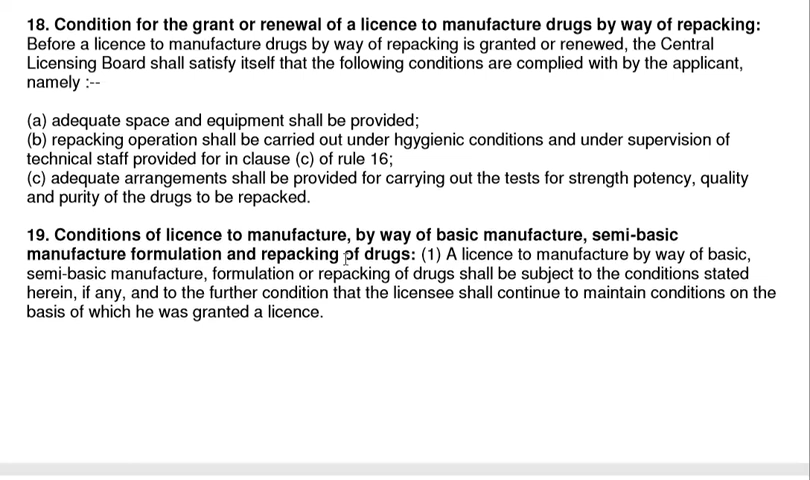 18. Condition for the grant or renewal of a licence to manufacture drugs by way of repacking:
Before a licence to manufacture drugs by way of repacking is granted or renewed, the Central
Licensing Board shall satisfy itself that the following conditions are complied with by the applicant,
namely :--
(a) adequate space and equipment shall be provided;
(b) repacking operation shall be carried out under hgygienic conditions and under supervision of
technical staff provided for in clause (c) of rule 16;
(c) adequate arrangements shall be provided for carrying out the tests for strength potency, quality
and purity of the drugs to be repacked.
19. Conditions of licence to manufacture, by way of basic manufacture, semi-basic
manufacture formulation and repacking of drugs: (1) A licence to manufacture by way of basic,
semi-basic manufacture, formulation or repacking of drugs shall be subject to the conditions stated
herein, if any, and to the further condition that the licensee shall continue to maintain conditions on the
basis of which he was granted a licence.